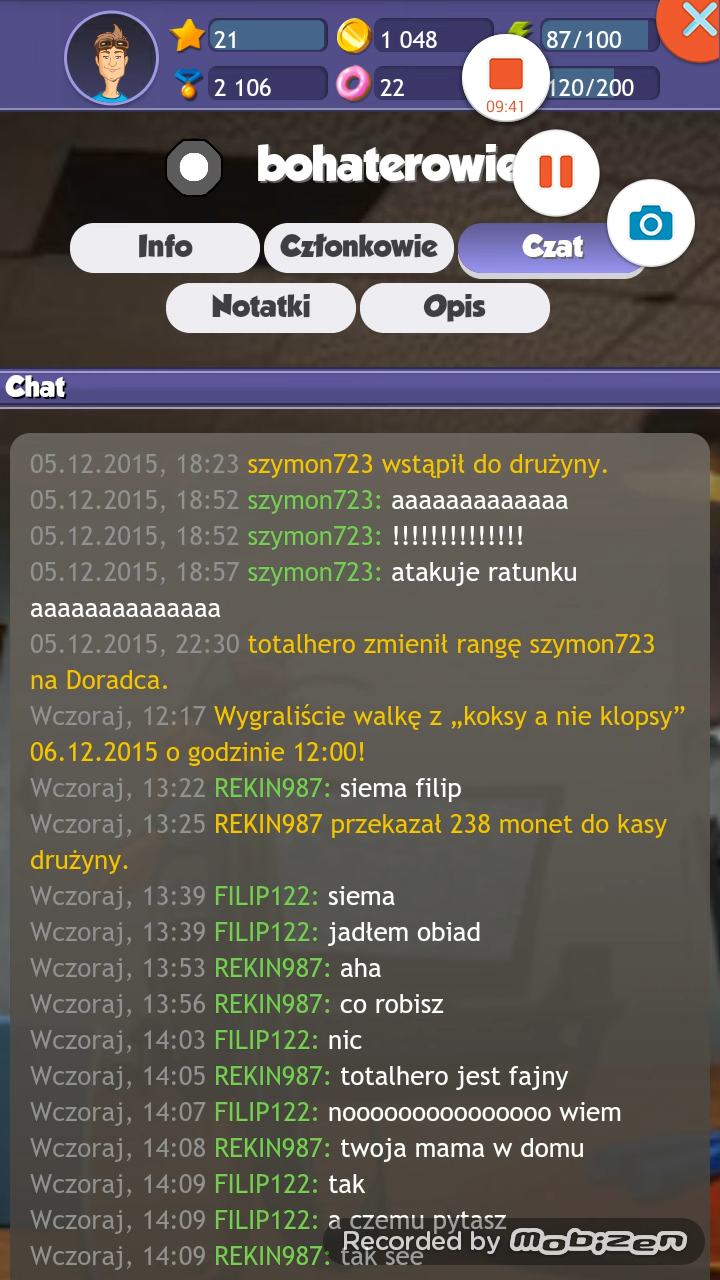 21 1 048 87/100
2 106 22 120/200
09:41
bohaterowie
Info Członkowie Czat
Notatki Opis
Chat
05.12.2015, 18:23 szymon723 wstąpił do drużyny.
05.12.2015, 18:52 szymon723: aaaaaaaaaaaaa
05.12.2015, 18:52 szymon723: !!!!!!!!!!!!!!
05.12.2015, 18:57 szymon723: atakuje ratunku
aaaaaaaaaaaaaa
05.12.2015, 22:30 totalhero zmienił rangę szymon723
na Doradca.
Wczoraj, 12:17 Wygraliście walkę z „koksy a nie klopsy”
06.12.2015 o godzinie 12:00!
Wczoraj, 13:22 REKIN987: siema filip
Wczoraj, 13:25 REKIN987 przekazał 238 monet do kasy
drużyny.
Wczoraj, 13:39 FILIP122: siema
Wczoraj, 13:39 FILIP122: jadłem obiad
Wczoraj, 13:53 REKIN987: aha
Wczoraj, 13:56 REKIN987: co robisz
Wczoraj, 14:03 FILIP122: nic
Wczoraj, 14:05 REKIN987: totalhero jest fajny
Wczoraj, 14:07 FILIP122: nooooooooooooooo wiem
Wczoraj, 14:08 REKIN987: twoja mama w domu
Wczoraj, 14:09 FILIP122: tak
Wczoraj, 14:09 FILIP122: a czemu pytasz
Wczoraj, 14:09 REKIN987: tak see
Recorded by Mobizen